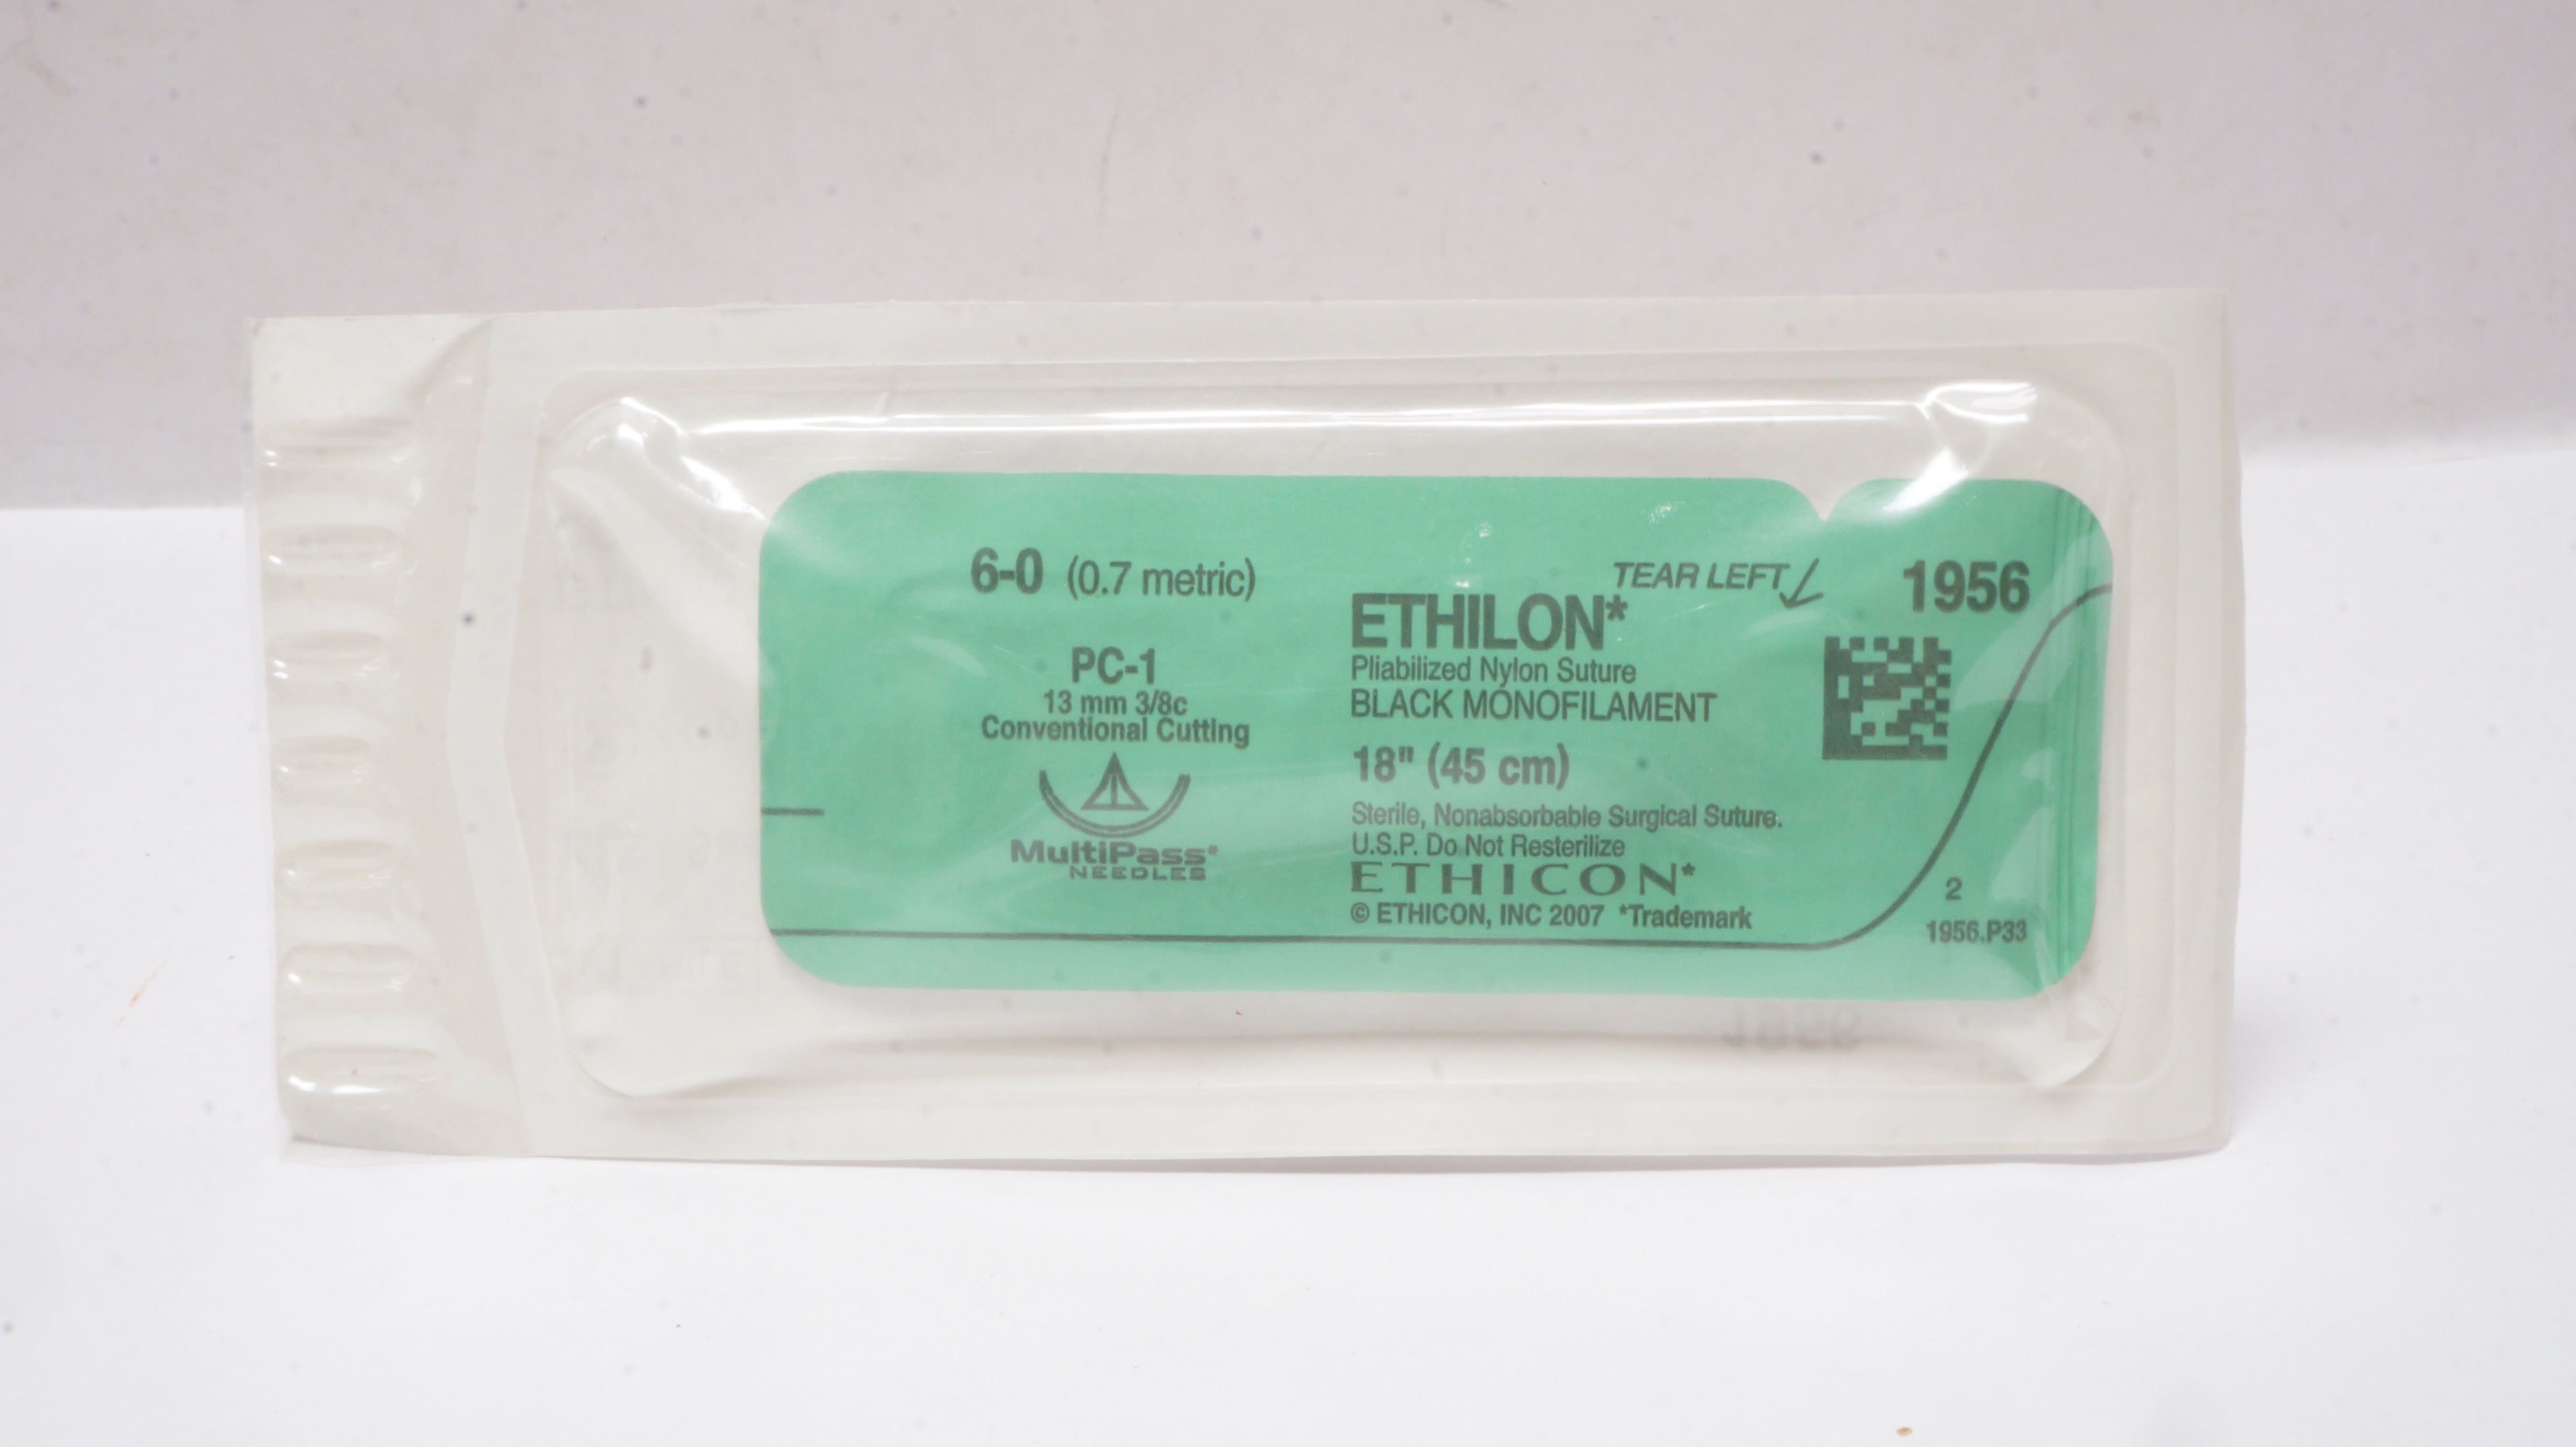 6-0 (0.7 metric)
PC-1
13 mm 3/8c
Conventional Cutting
MultiPass*
NEEDLES
TEAR LEFT
ETHILON*
Pliabilized Nylon Suture
BLACK MONOFILAMENT
18" (45 cm)
Sterile, Nonabsorbable Surgical Suture.
U.S.P. Do Not Resterilize
ETHICON*
© ETHICON, INC 2007 *Trademark
1956
2
1956.P33